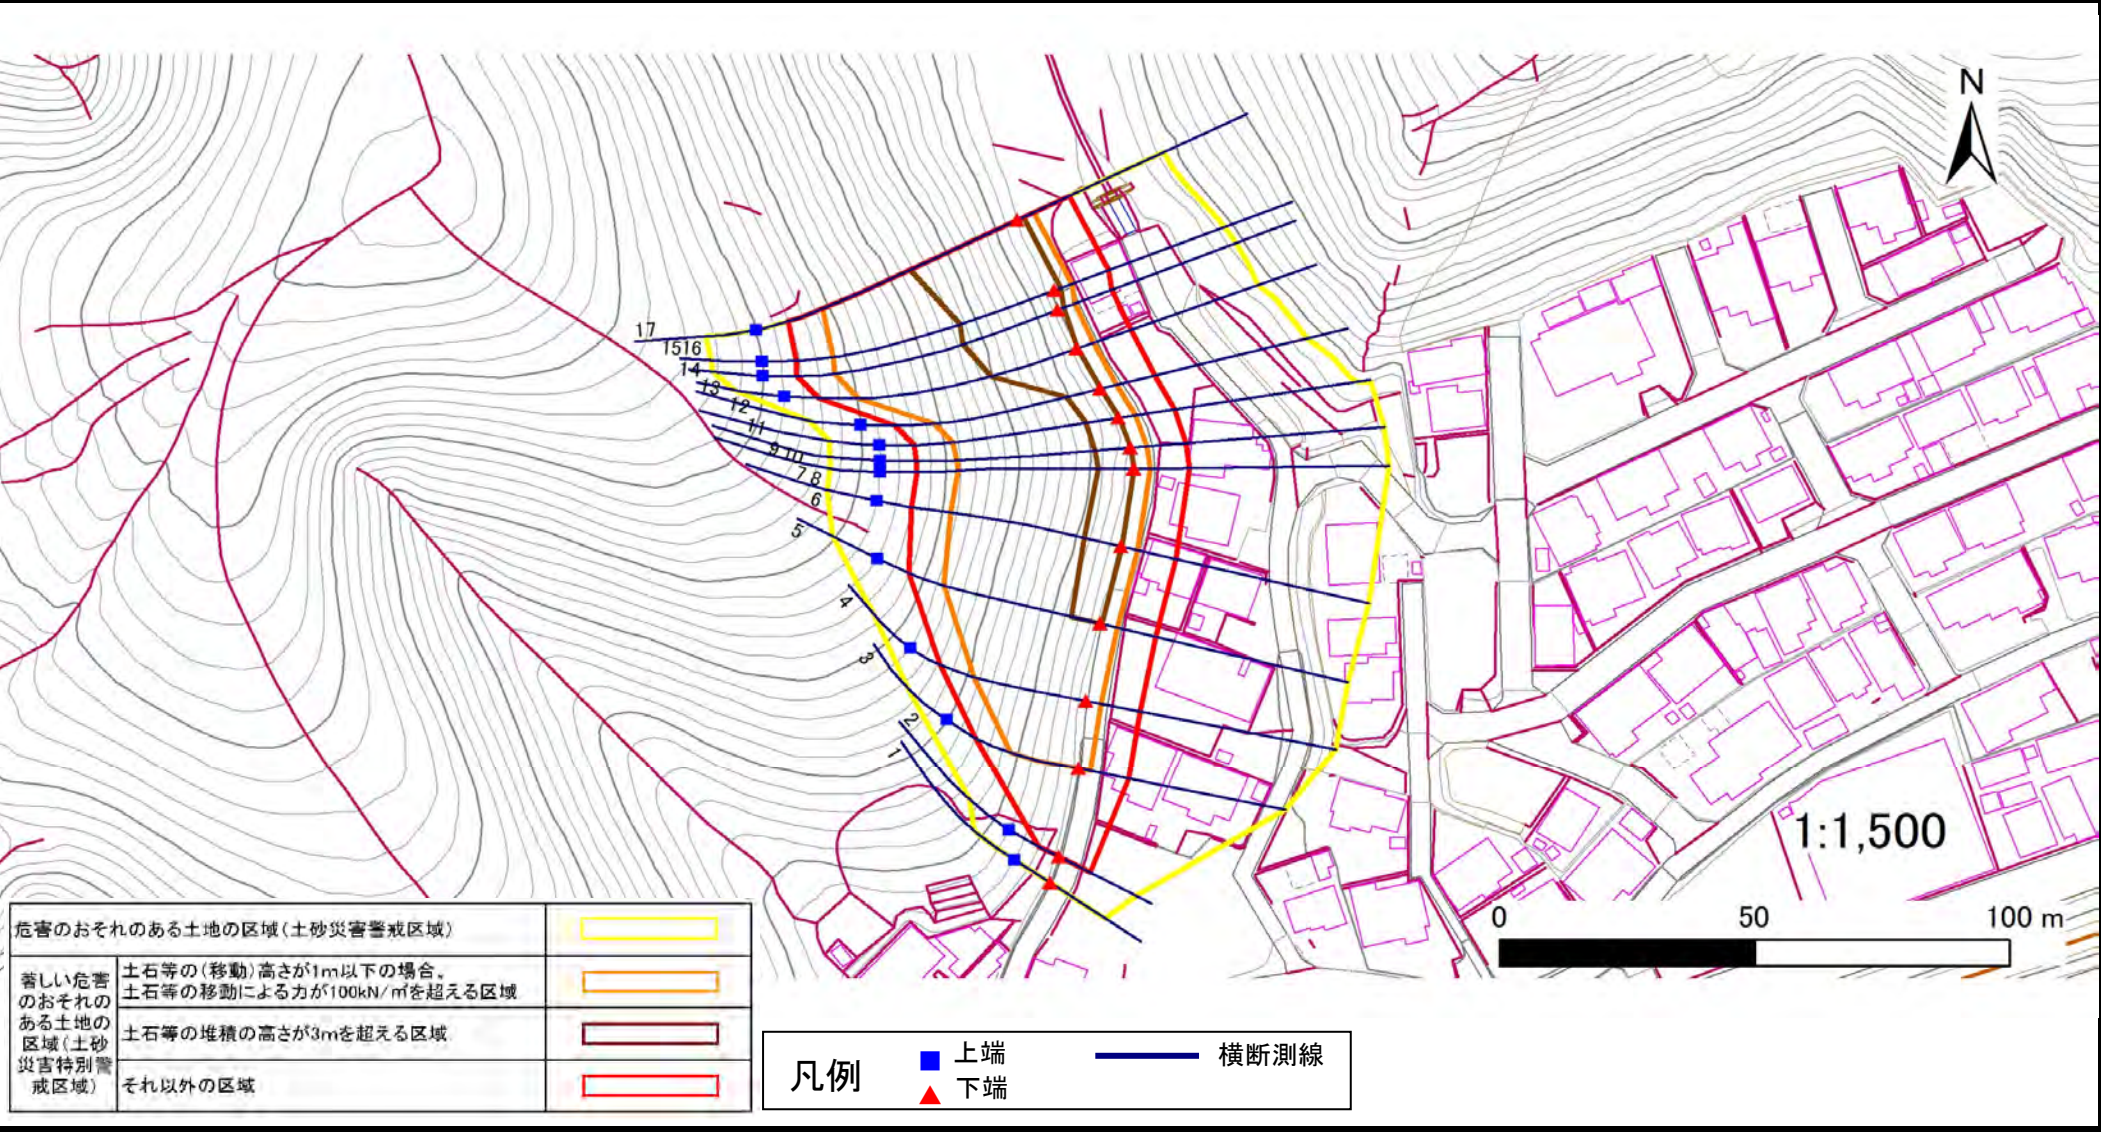 N
17
1516
14
13
12
11
9 10
7 8
6
5
4
3
2
1
1:1,500
0 50 100 m
危害のおそれのある土地の区域(土砂災害警戒区域)
著しい危害
のおそれの
ある土地の
区域(土砂
災害特別警
戒区域)
土石等の(移動)高さが1m以下の場合、
土石等の移動による力が100kN/㎡を超える区域
土石等の堆積の高さが3mを超える区域
それ以外の区域
凡例
上端
下端
横断測線